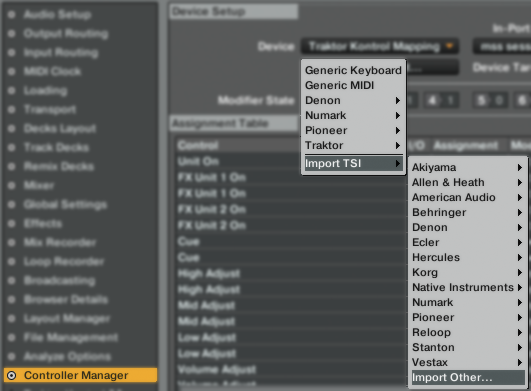 Audio Setup
Output Routing
Input Routing
MIDI Clock
Loading
Transport
Decks Layout
Track Decks
Remix Decks
Mixer
Global Settings
Effects
Mix Recorder
Loop Recorder
Broadcasting
Browser Details
Layout Manager
File Management
Analyze Options
Controller Manager
Device Setup
In-Port
Device Traktor Kontrol Mapping
Device Tar
Modifier State 1 4 1 5 0 6
Generic Keyboard
Generic MIDI
Denon
Numark
Pioneer
Traktor
Import TSI
Assignment Table
Control I/O Assignment
Unit On
FX Unit 1 On
FX Unit 1 On
FX Unit 2 On
FX Unit 2 On
Cue
Cue
High Adjust
High Adjust
Mid Adjust
Mid Adjust
Low Adjust
Low Adjust
Volume Adjust
Akiyama
Allen & Heath
American Audio
Behringer
Denon
Ecler
Hercules
Korg
Native Instruments
Numark
Pioneer
Reloop
Stanton
Vestax
Import Other...